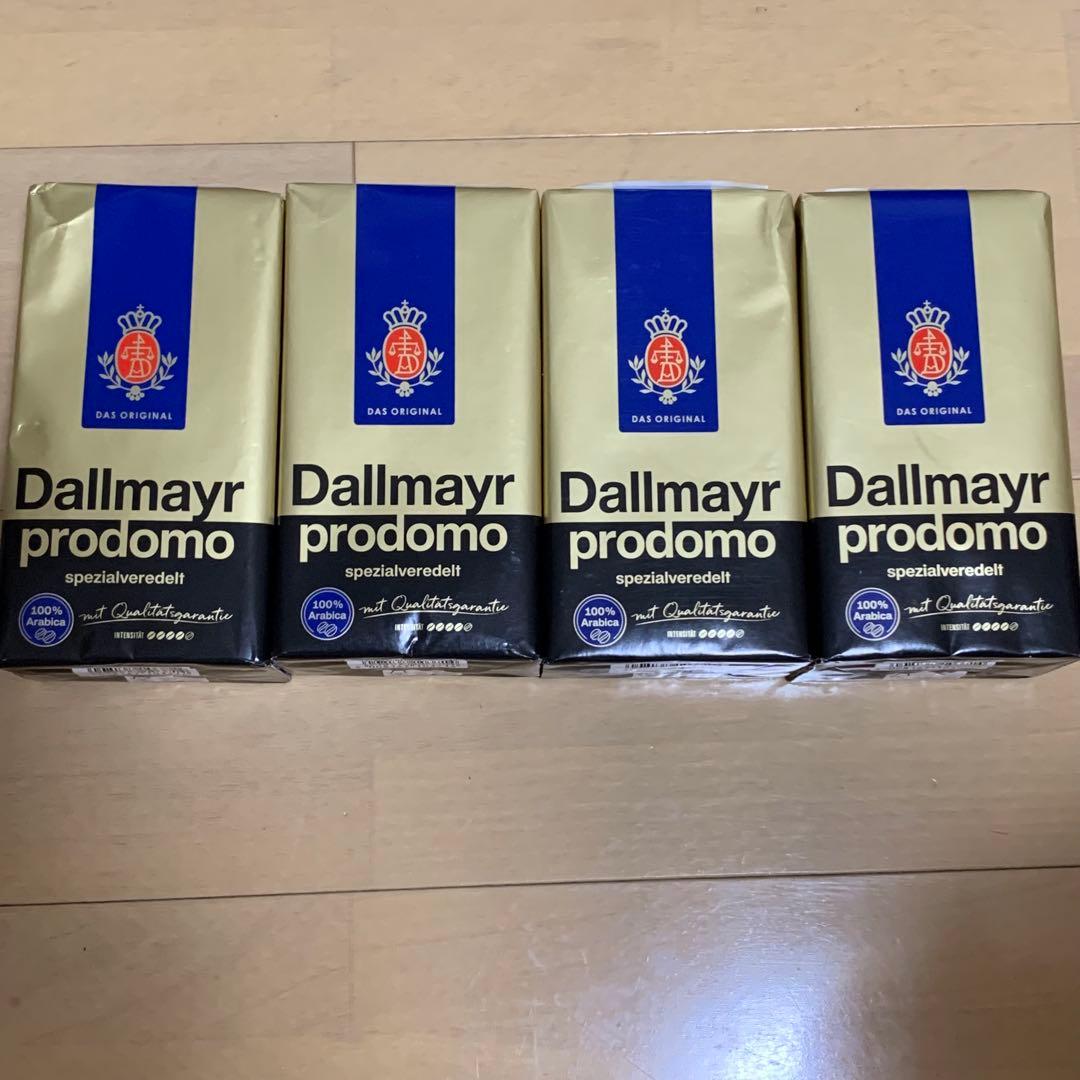 DAS ORIGINAL
Dallmayr
prodomo
spezialveredelt
100%
Arabica
mit Qualitätsgarantie
INTENSITÄT
DAS ORIGINAL
Dallmayr
prodomo
spezialveredelt
100%
Arabica
mit Qualitätsgarantie
INTENSITÄT
DAS ORIGINAL
Dallmayr
prodomo
spezialveredelt
100%
Arabica
mit Qualitätsgarantie
INTENSITÄT
DAS ORIGINAL
Dallmayr
prodomo
spezialveredelt
100%
Arabica
mit Qualitätsgarantie
INTENSITÄT